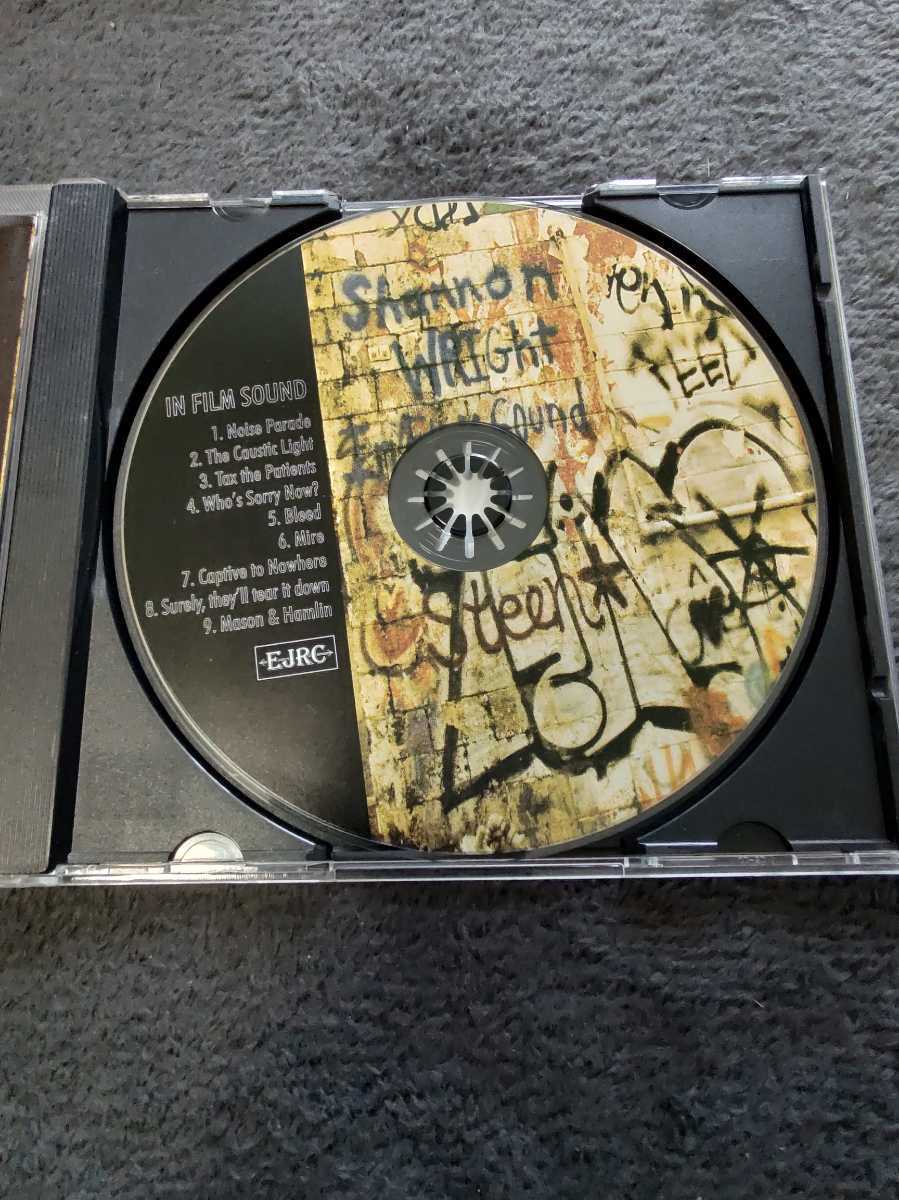 IN FILM SOUND
1. Noise Parade
2. The Caustic Light
3. Tax the Patients
4. Who's Sorry Now?
5. Bleed
6. Mire
7. Captive to Nowhere
8. Surely, they'll tear it down
9. Mason & Hamlin
EJRC
Shannon
WRIGht
Steen